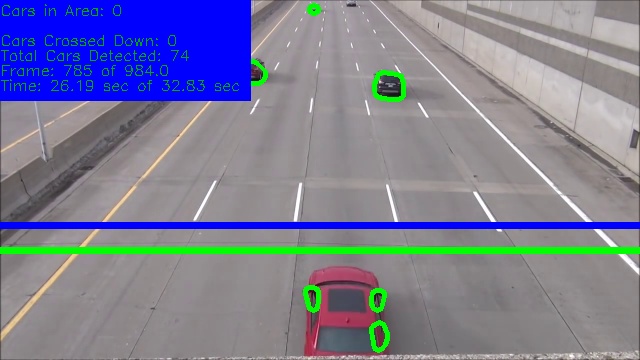 Cars in Area: 0
Cars Crossed Down: 0
Total Cars Detected: 74
Frame: 785 of 984.0
Time: 26.19 sec of 32.83 sec